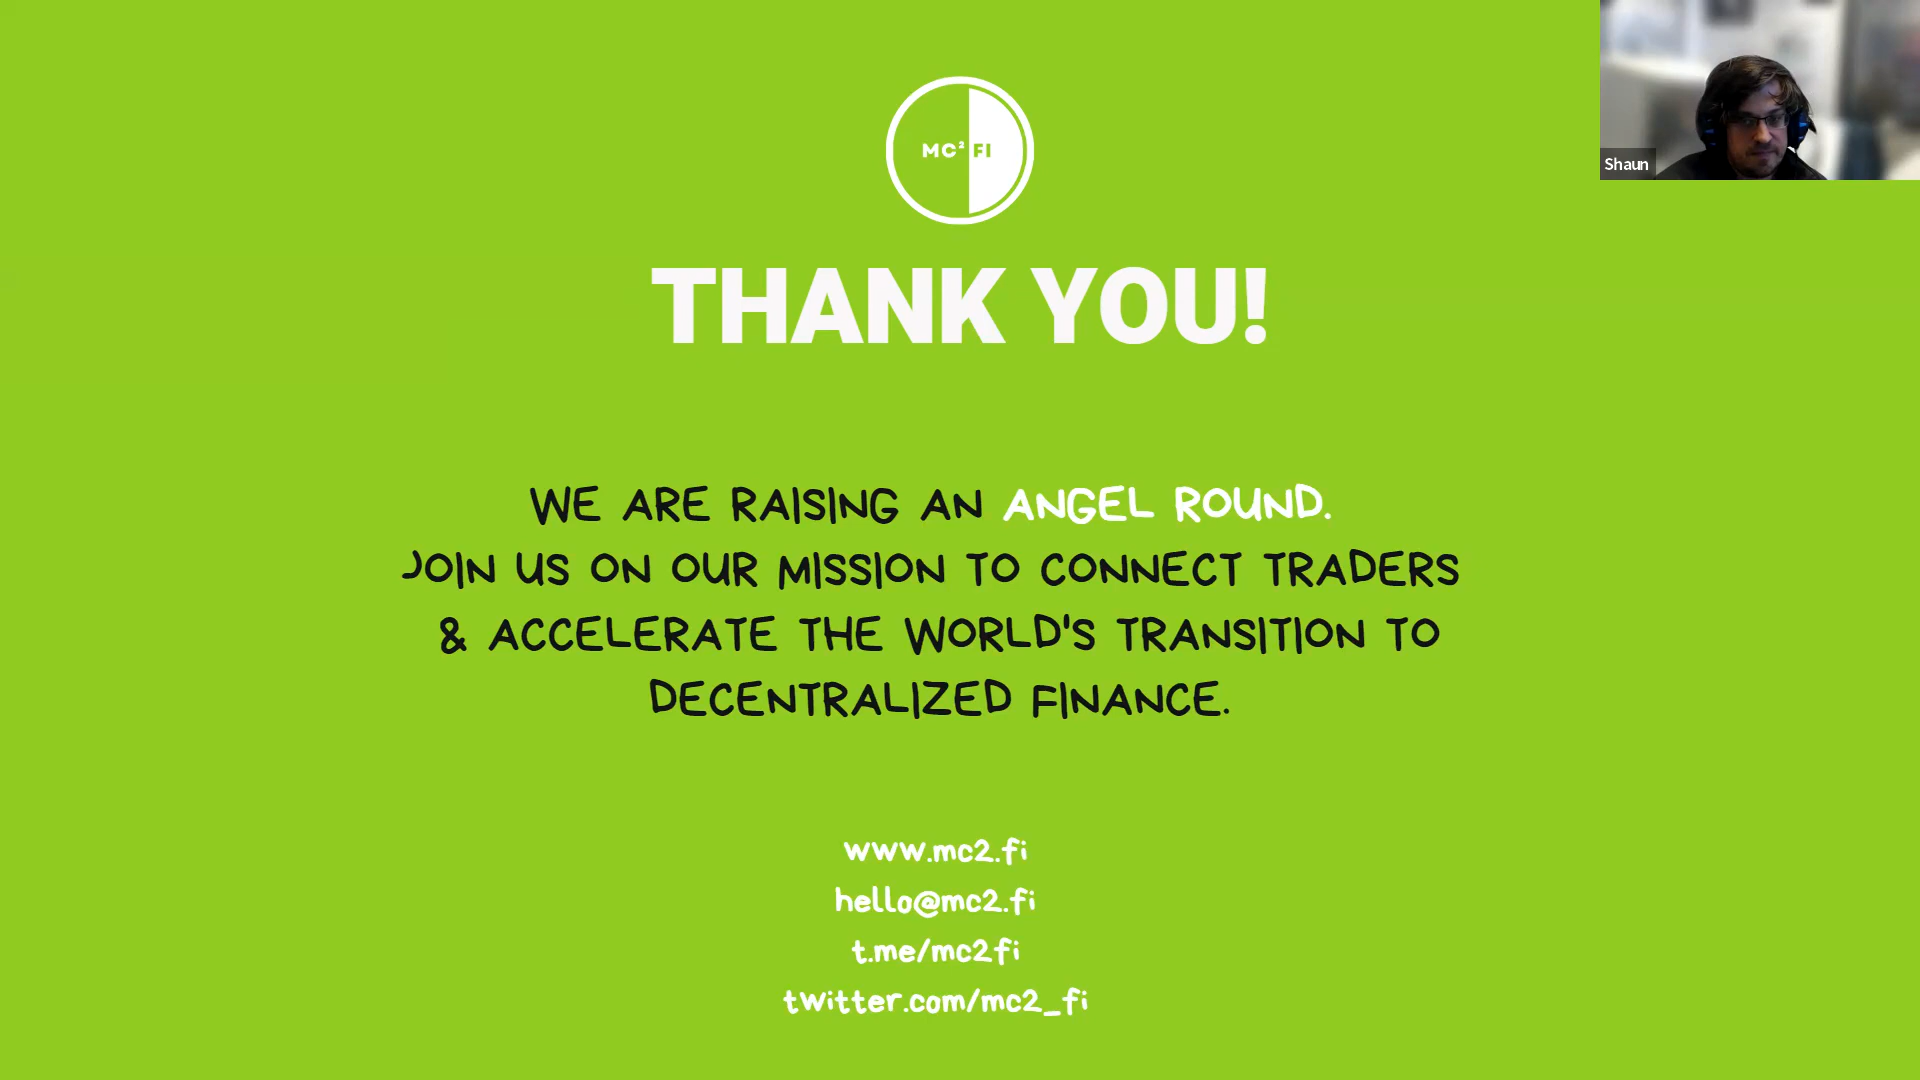 MC² FI
Shaun
THANK YOU!
WE ARE RAISING AN ANGEL ROUND.
JOIN US ON OUR MISSION TO CONNECT TRADERS
& ACCELERATE THE WORLD'S TRANSITION TO
DECENTRALIZED FINANCE.
www.mc2.fi
hello@mc2.fi
t.me/mc2fi
twitter.com/mc2_fi